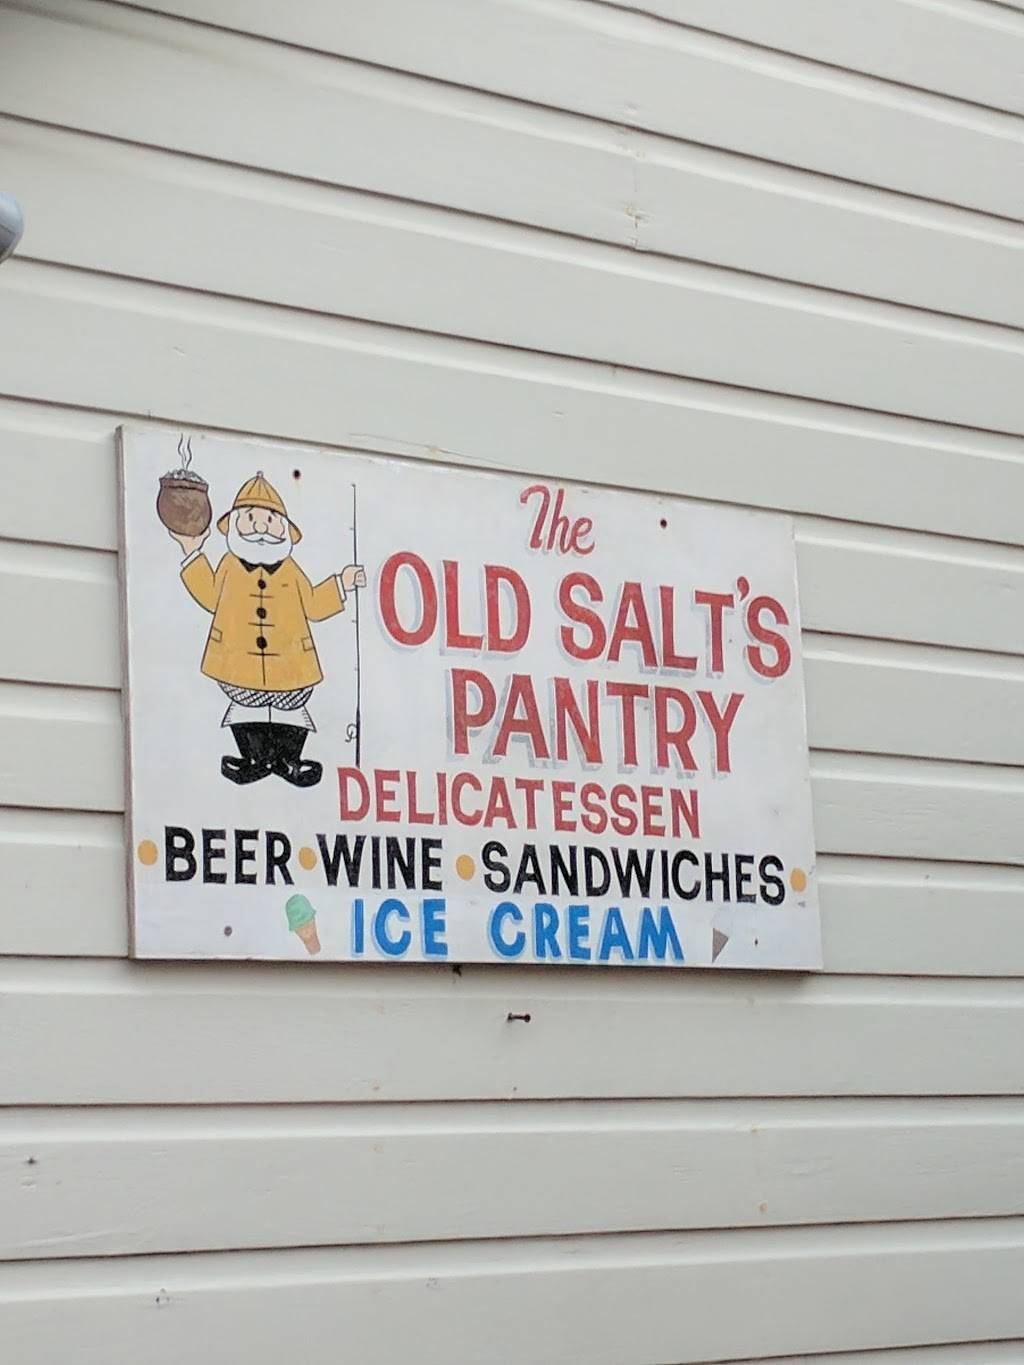 The
OLD SALT'S
PANTRY
DELICATESSEN
• BEER • WINE • SANDWICHES •
ICE CREAM